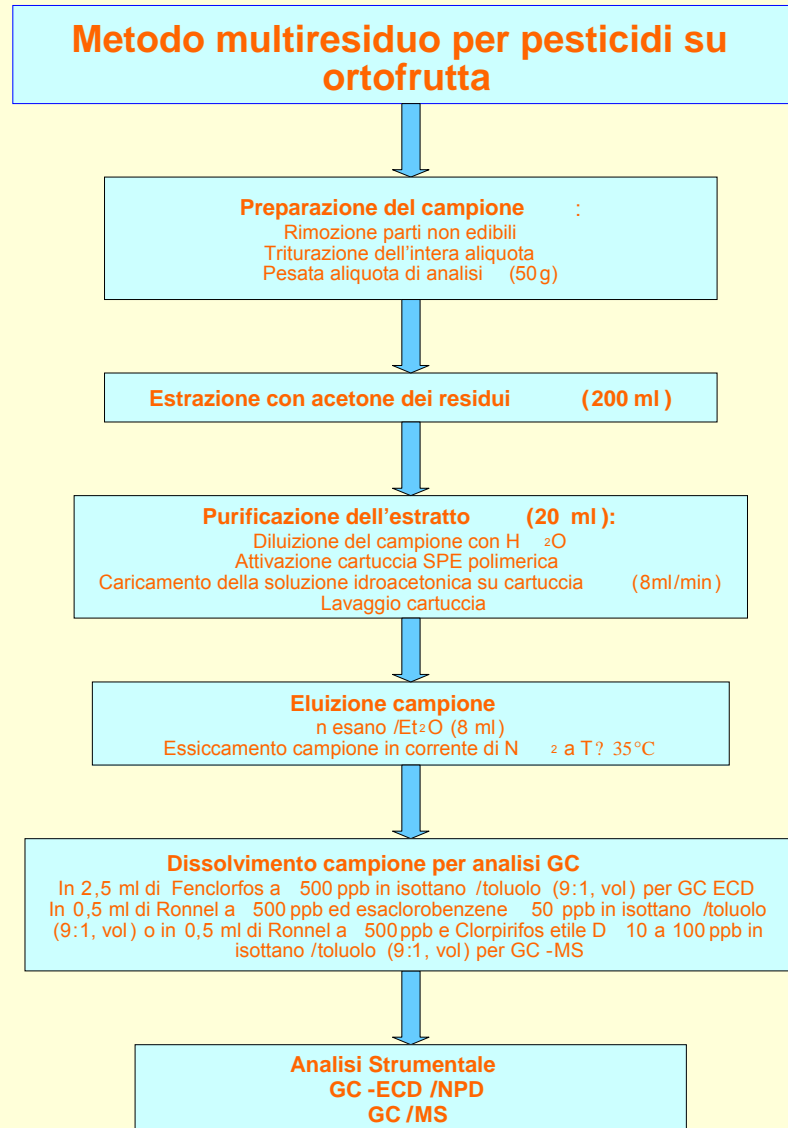 Metodo multiresiduo per pesticidi su
ortofrutta
Preparazione del campione :
Rimozione parti non edibili
Triturazione dell'intera aliquota
Pesata aliquota di analisi (50 g)
Estrazione con acetone dei residui (200 ml)
Purificazione dell'estratto (20 ml):
Diluizione del campione con H 2O
Attivazione cartuccia SPE polimerica
Caricamento della soluzione idroacetonica su cartuccia (8ml/min)
Lavaggio cartuccia
Eluizione campione
n esano /Et2O (8 ml)
Essiccamento campione in corrente di N 2 a T? 35°C
Dissolvimento campione per analisi GC
In 2,5 ml di Fenclorfos a 500 ppb in isottano /toluolo (9:1, vol) per GC ECD
In 0,5 ml di Ronnel a 500 ppb ed esaclorobenzene 50 ppb in isottano /toluolo
(9:1, vol) o in 0,5 ml di Ronnel a 500 ppb e Clorpirifos etile D 10 a 100 ppb in
isottano /toluolo (9:1, vol) per GC -MS
Analisi Strumentale
GC -ECD /NPD
GC /MS